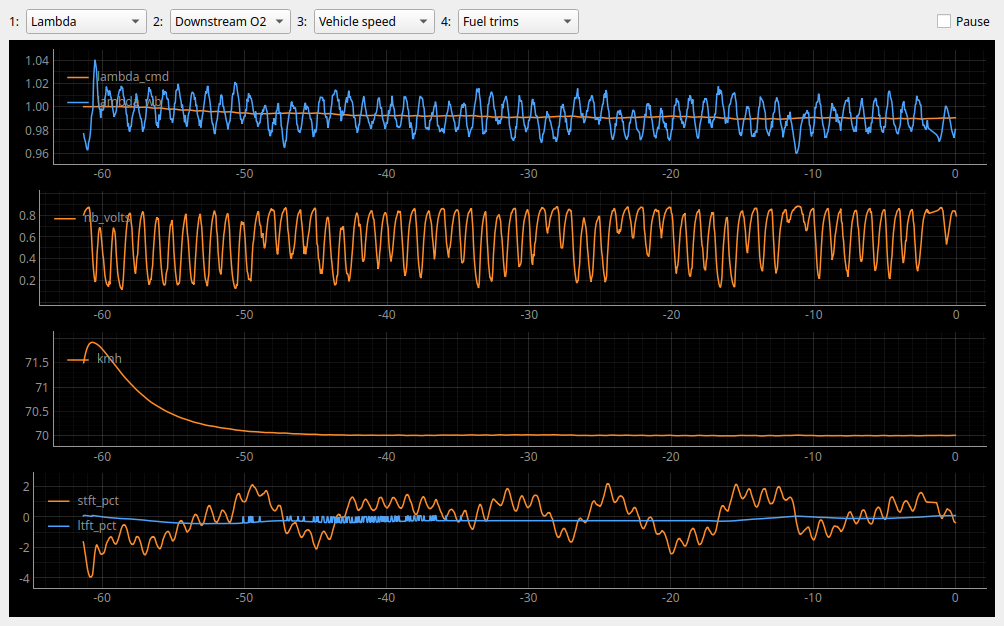 1: Lambda 2: Downstream O2 3: Vehicle speed 4: Fuel trims Pause
1.04
1.02
1.00
0.98
0.96
lambda_cmd
lambda_wb
-60 -50 -40 -30 -20 -10 0
0.8
0.6
0.4
0.2
nb_volts
-60 -50 -40 -30 -20 -10 0
71.5
71
70.5
70
kmh
-60 -50 -40 -30 -20 -10 0
2
0
-2
-4
stft_pct
ltft_pct
-60 -50 -40 -30 -20 -10 0